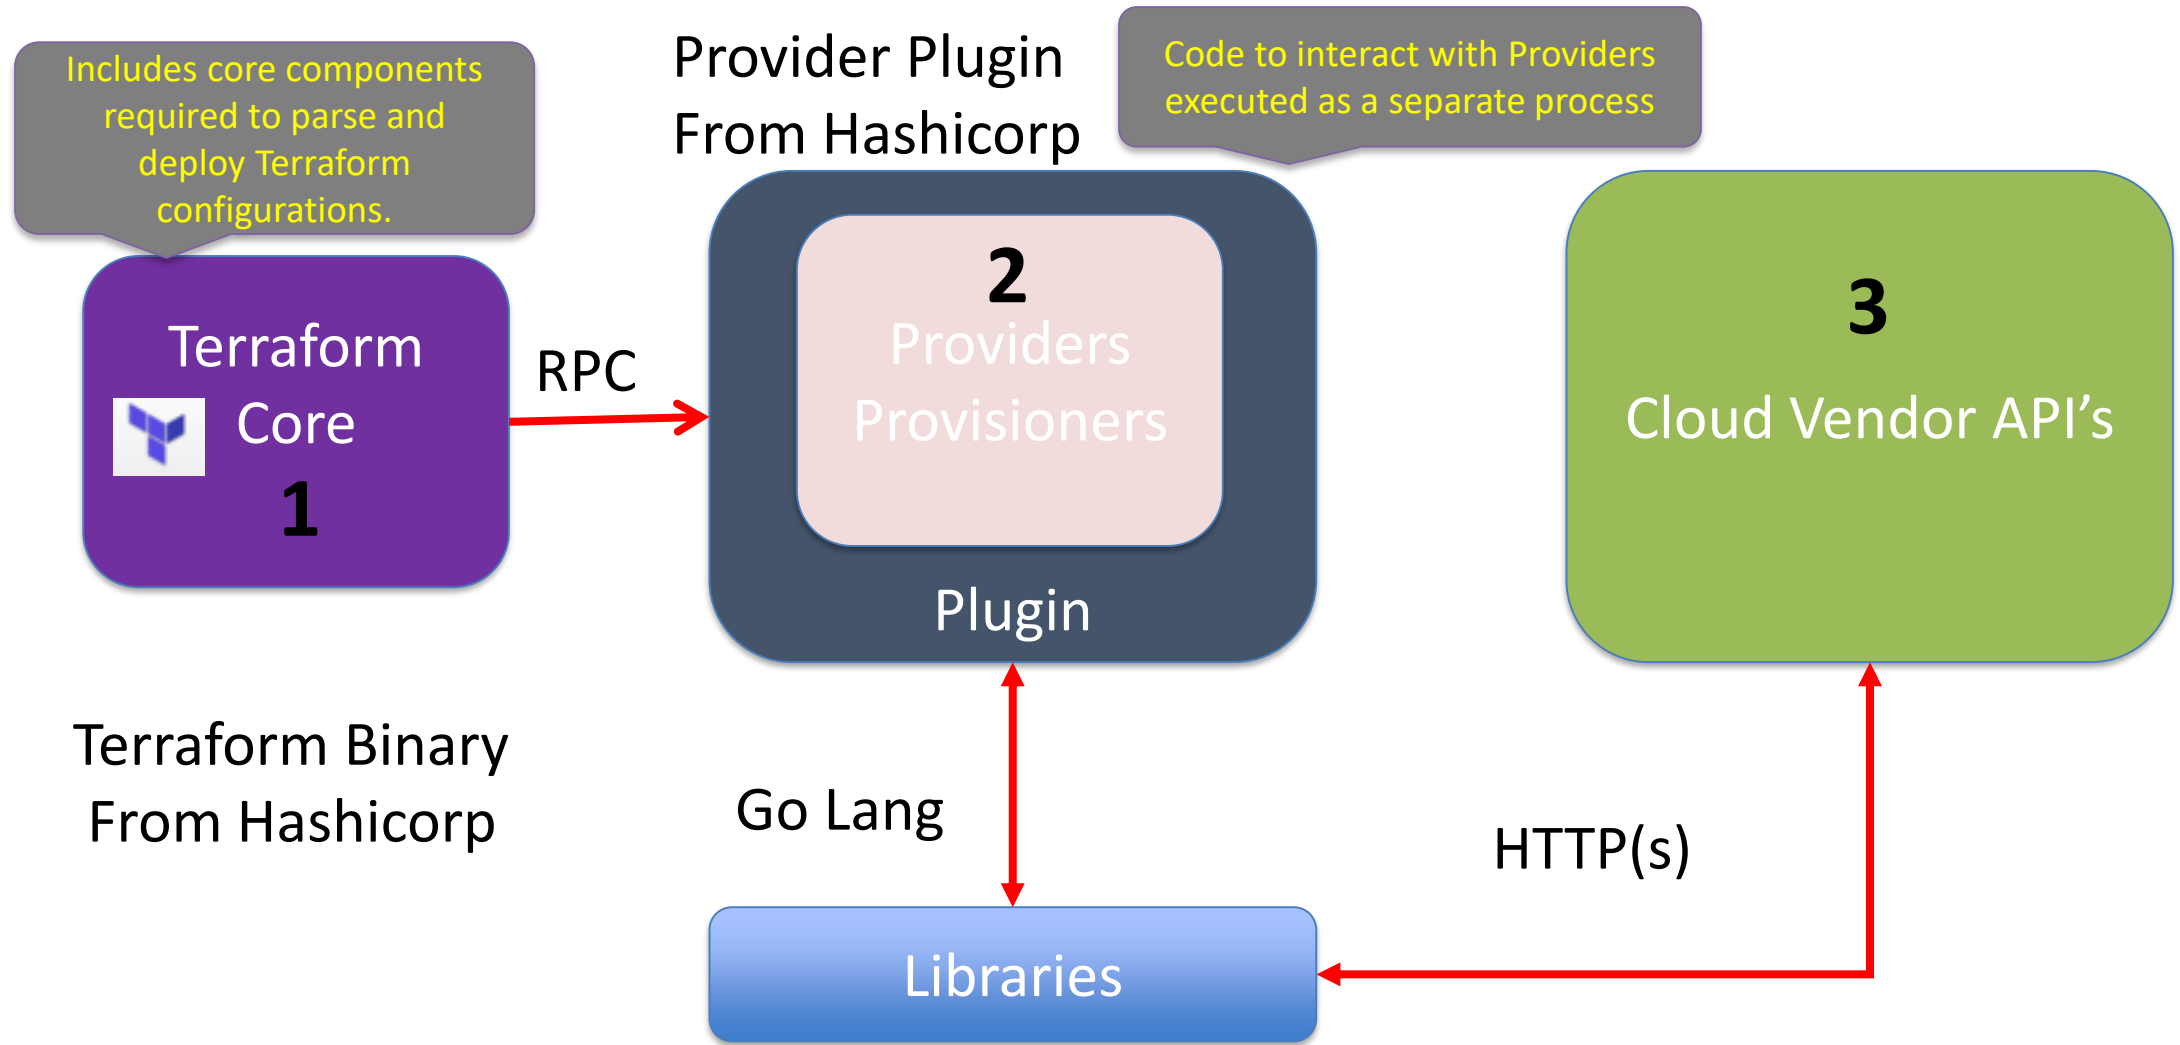 Includes core components
required to parse and
deploy Terraform
configurations.
Provider Plugin
From Hashicorp
Code to interact with Providers
executed as a separate process
Terraform
Core
1
RPC
2
Providers
Provisioners
Plugin
3
Cloud Vendor API’s
Terraform Binary
From Hashicorp
Go Lang
HTTP(s)
Libraries